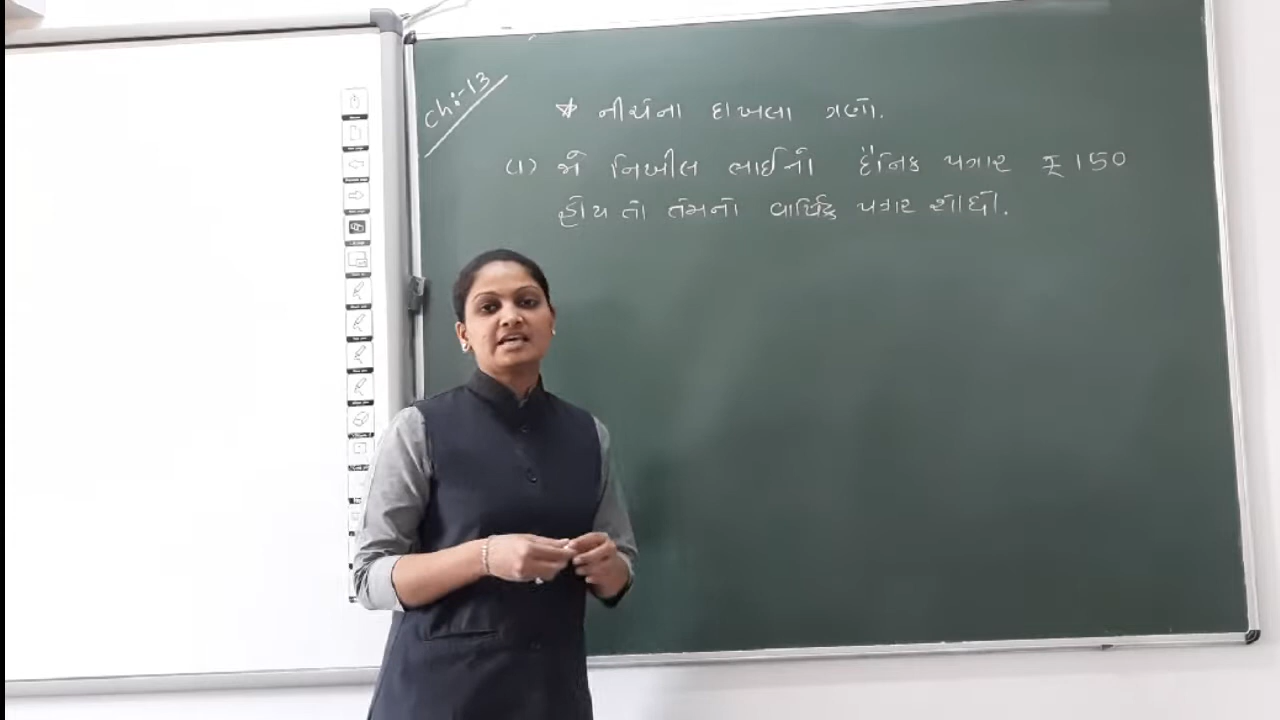 Ch:-13
* નીચેના દાખલા ગણો.
(1) જો નિખીલ ભાઈનો દૈનિક પગાર ₹ 150
હોય તો તેમનો વાર્ષિક પગાર શોધો.